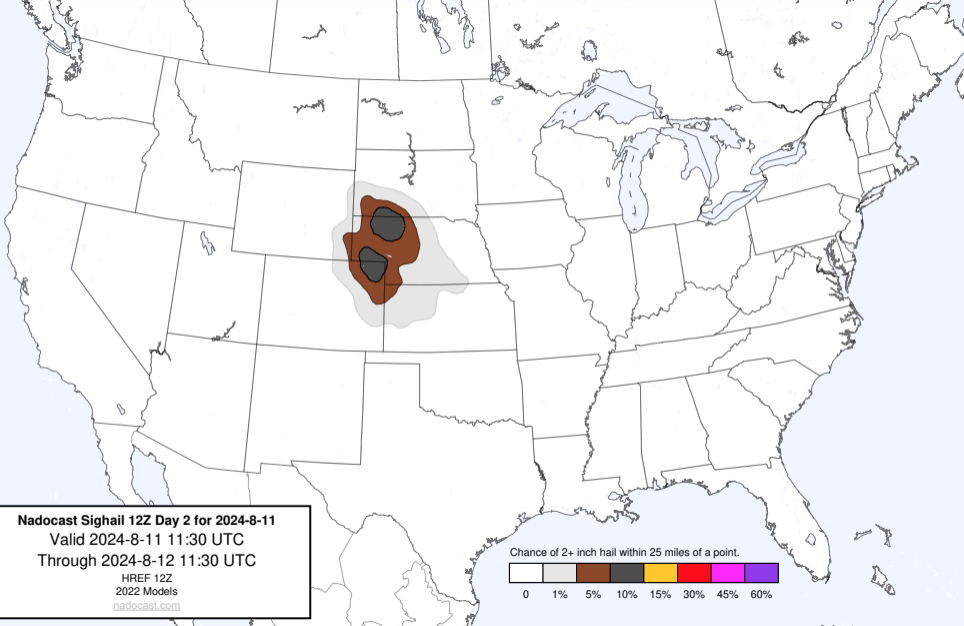 Nadocast Sighail 12Z Day 2 for 2024-8-11
Valid 2024-8-11 11:30 UTC
Through 2024-8-12 11:30 UTC
HREF 12Z
2022 Models
nadocast.com
Chance of 2+ inch hail within 25 miles of a point.
0 1% 5% 10% 15% 30% 45% 60%